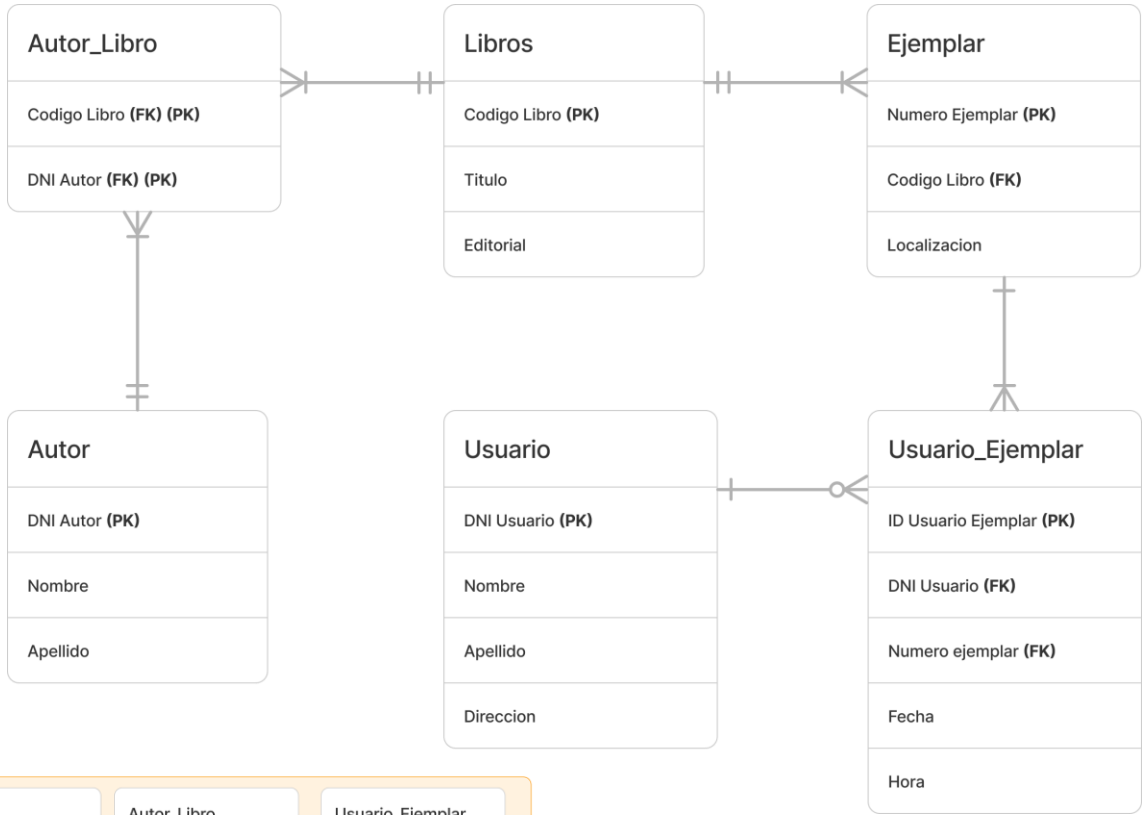 Autor_Libro
Codigo Libro (FK) (PK)
DNI Autor (FK) (PK)
Libros
Codigo Libro (PK)
Titulo
Editorial
Ejemplar
Numero Ejemplar (PK)
Codigo Libro (FK)
Localizacion
Autor
DNI Autor (PK)
Nombre
Apellido
Usuario
DNI Usuario (PK)
Nombre
Apellido
Direccion
Usuario_Ejemplar
ID Usuario Ejemplar (PK)
DNI Usuario (FK)
Numero ejemplar (FK)
Fecha
Hora
Autor_Libro
Usuario_Ejemplar